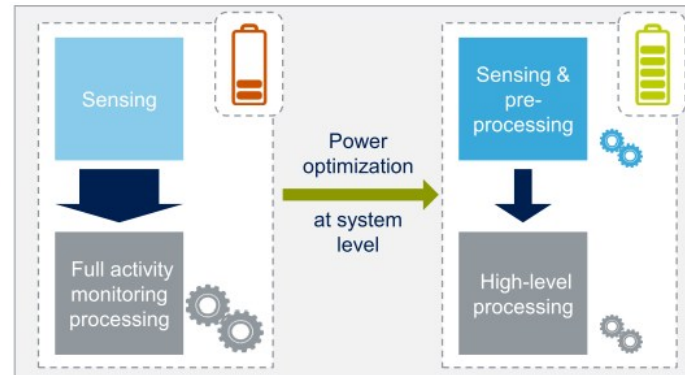 Sensing
Full activity
monitoring
processing
Power
optimization
at system
level
Sensing &
pre-
processing
High-level
processing